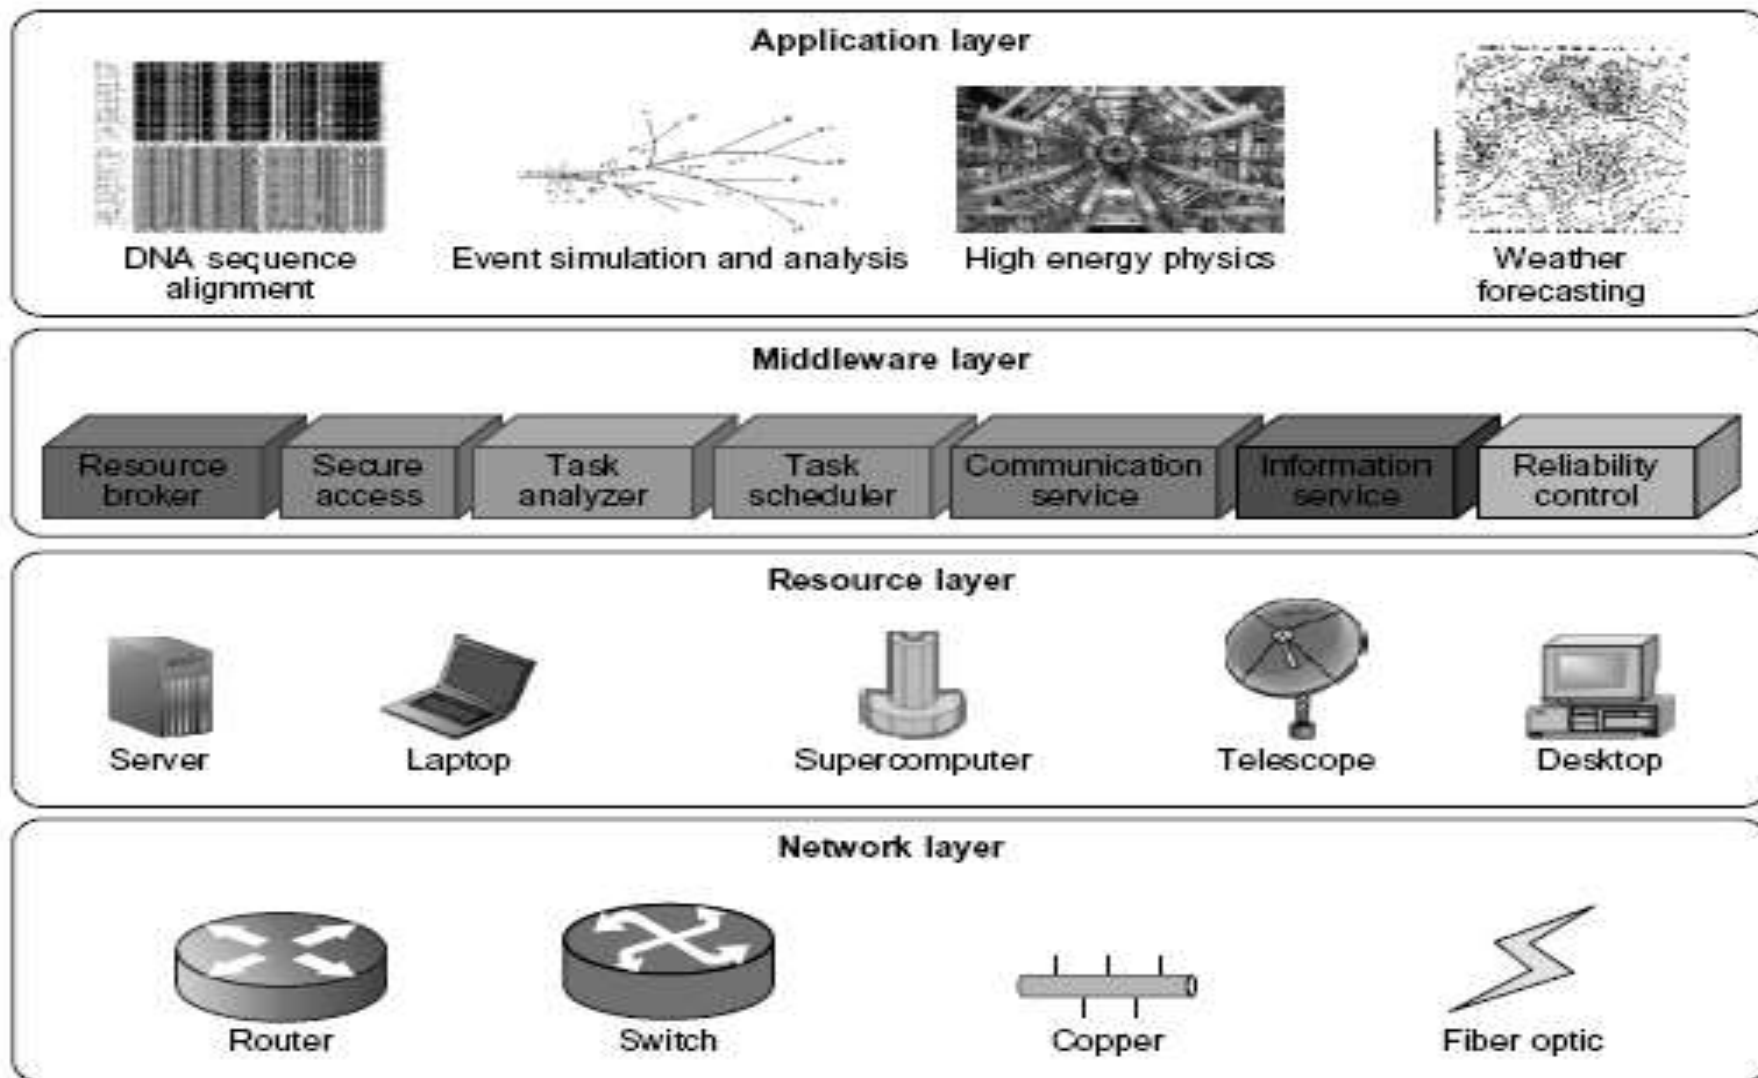 Application layer
DNA sequence
alignment
Event simulation and analysis
High energy physics
Weather
forecasting
Middleware layer
Resource
broker
Secure
access
Task
analyzer
Task
scheduler
Communication
service
Information
service
Reliability
control
Resource layer
Server
Laptop
Supercomputer
Telescope
Desktop
Network layer
Router
Switch
Copper
Fiber optic